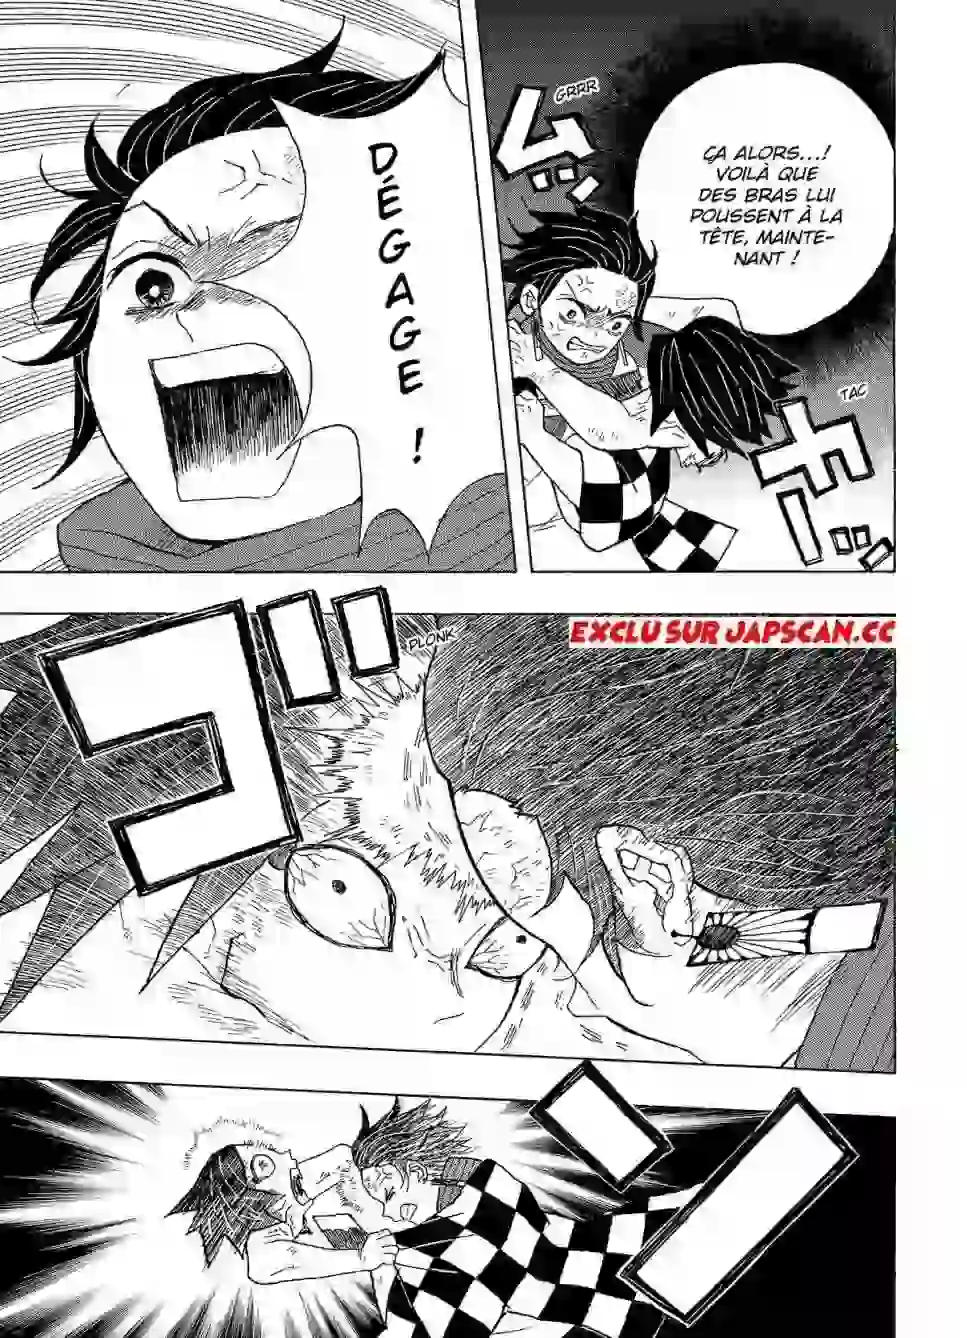 GRRR
ÇA ALORS...!
VOILÀ QUE
DES BRAS LUI
POUSSENT À LA
TÊTE, MAINTE-
NANT !
TAC
DÉGAGE !
PLONK
EXCLU SUR JAPSCAN.CC
ゴ